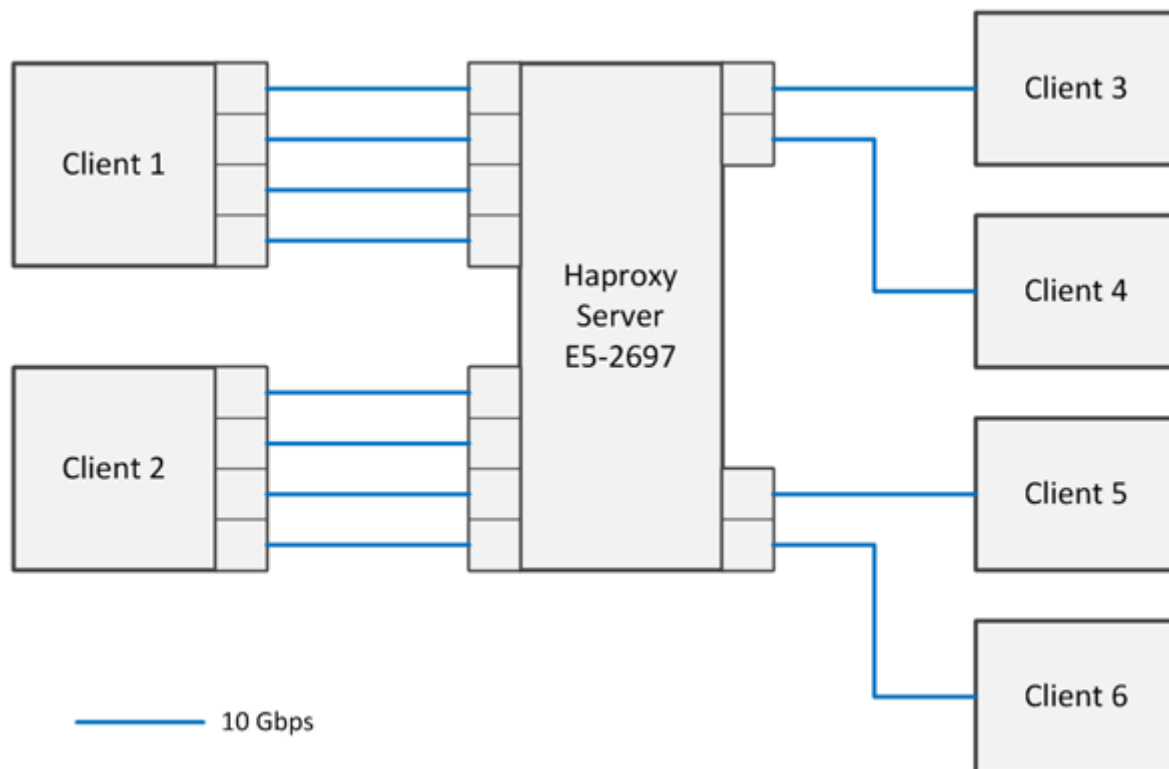 Client 1
Client 2
Haproxy
Server
E5-2697
Client 3
Client 4
Client 5
Client 6
10 Gbps